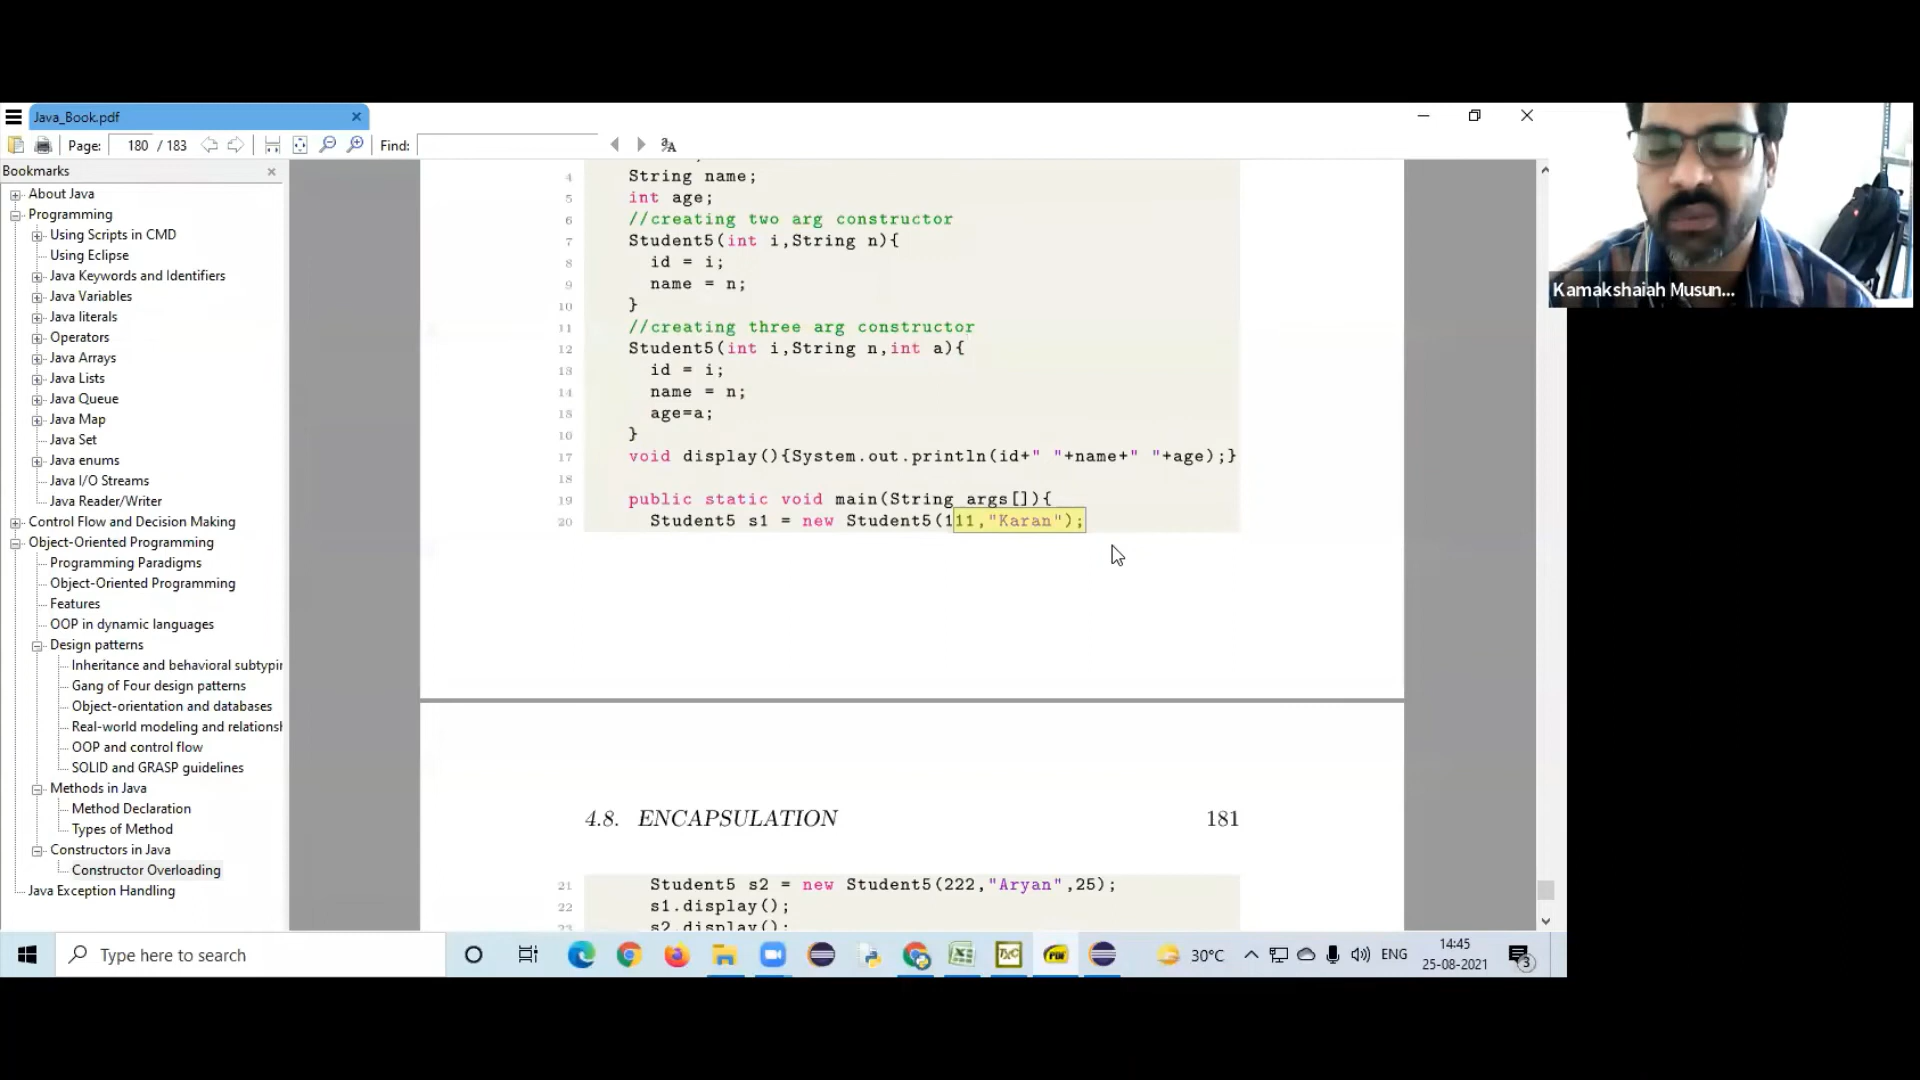 Java_Book.pdf
Page: 180 / 183 Find:
Bookmarks
About Java
Programming
Using Scripts in CMD
Using Eclipse
Java Keywords and Identifiers
Java Variables
Java literals
Operators
Java Arrays
Java Lists
Java Queue
Java Map
Java Set
Java enums
Java I/O Streams
Java Reader/Writer
Control Flow and Decision Making
Object-Oriented Programming
Programming Paradigms
Object-Oriented Programming
Features
OOP in dynamic languages
Design patterns
Inheritance and behavioral subtypin
Gang of Four design patterns
Object-orientation and databases
Real-world modeling and relationsh
OOP and control flow
SOLID and GRASP guidelines
Methods in Java
Method Declaration
Types of Method
Constructors in Java
Constructor Overloading
Java Exception Handling
4 String name;
5 int age;
6 //creating two arg constructor
7 Student5(int i,String n){
8 id = i;
9 name = n;
10 }
11 //creating three arg constructor
12 Student5(int i,String n,int a){
13 id = i;
14 name = n;
15 age=a;
16 }
17 void display(){System.out.println(id+" "+name+" "+age);}
18
19 public static void main(String args[]){
20 Student5 s1 = new Student5(111,"Karan");
4.8. ENCAPSULATION 181
21 Student5 s2 = new Student5(222,"Aryan",25);
22 s1.display();
23 s2.display();
Kamakshaiah Musun...
Type here to search
PDF
30°C
ENG
14:45
25-08-2021
3